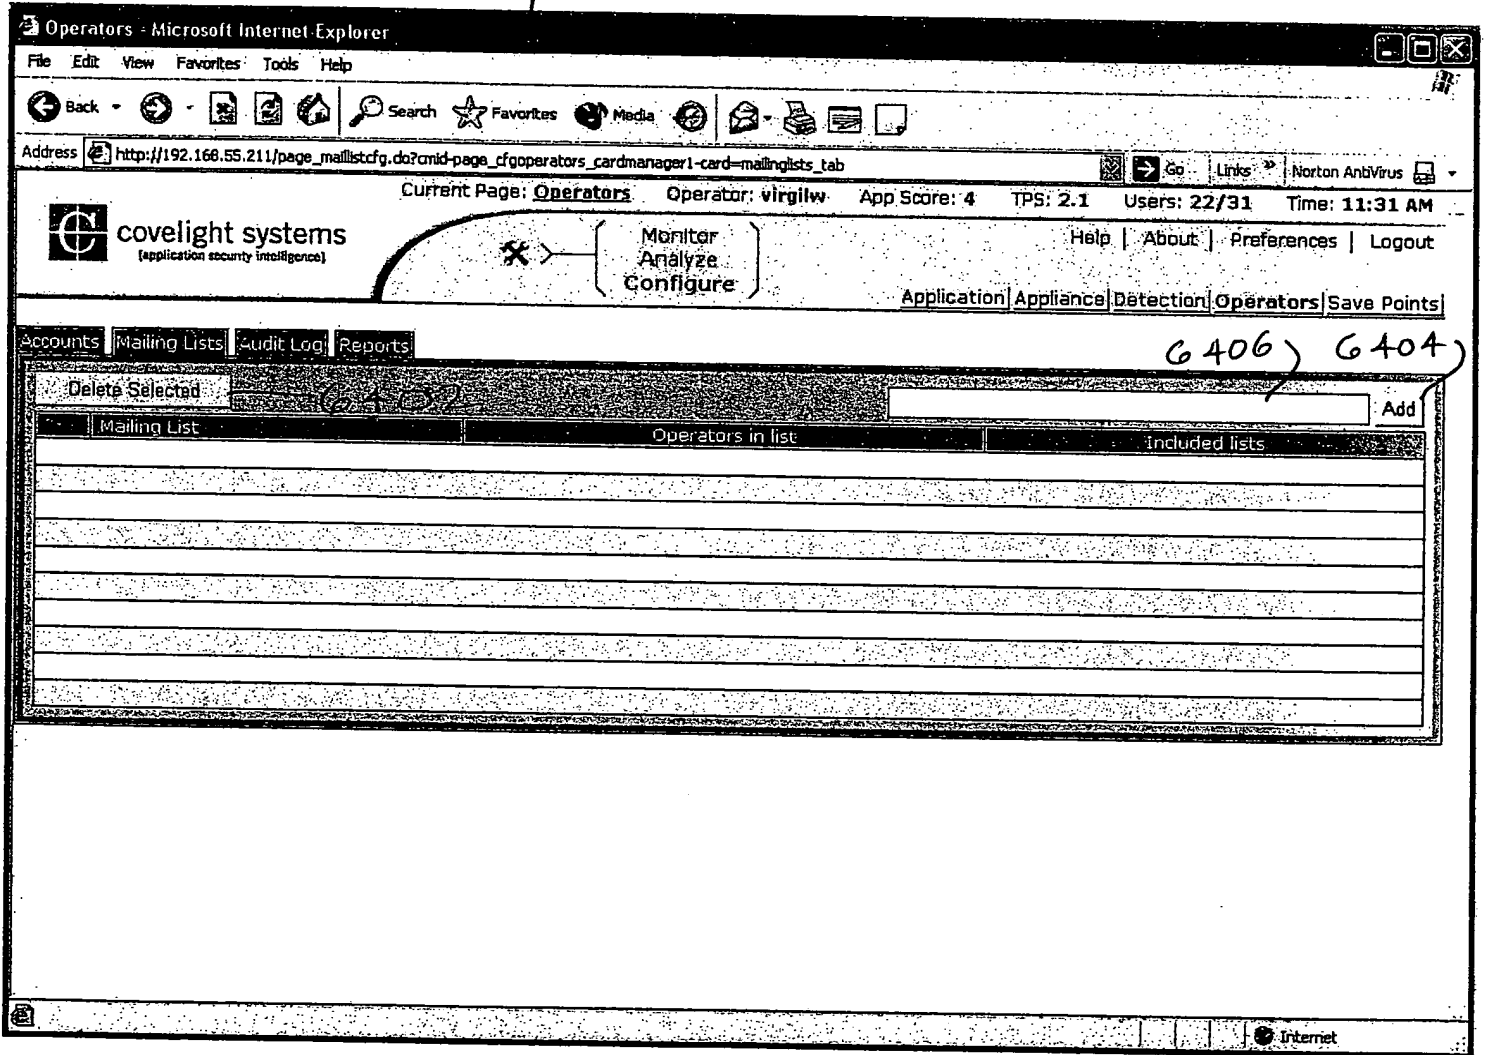 Operators - Microsoft Internet Explorer
File Edit View Favorites Tools Help
Back Search Favorites Media
Address http://192.168.55.211/page_maillistcfg.do?cmid-page_cfgoperators_cardmanager1-card=mailinglists_tab Go Links » Norton AntiVirus
Current Page: Operators Operator: virgilw App Score: 4 TPS: 2.1 Users: 22/31 Time: 11:31 AM
covelight systems
[application security intelligence]
Monitor
Analyze
Configure
Help | About | Preferences | Logout
Application | Appliance | Detection | Operators | Save Points |
Accounts Mailing Lists Audit Log Reports
6406 6404
Delete Selected 6402 Add
Mailing List Operators in list Included lists
Internet